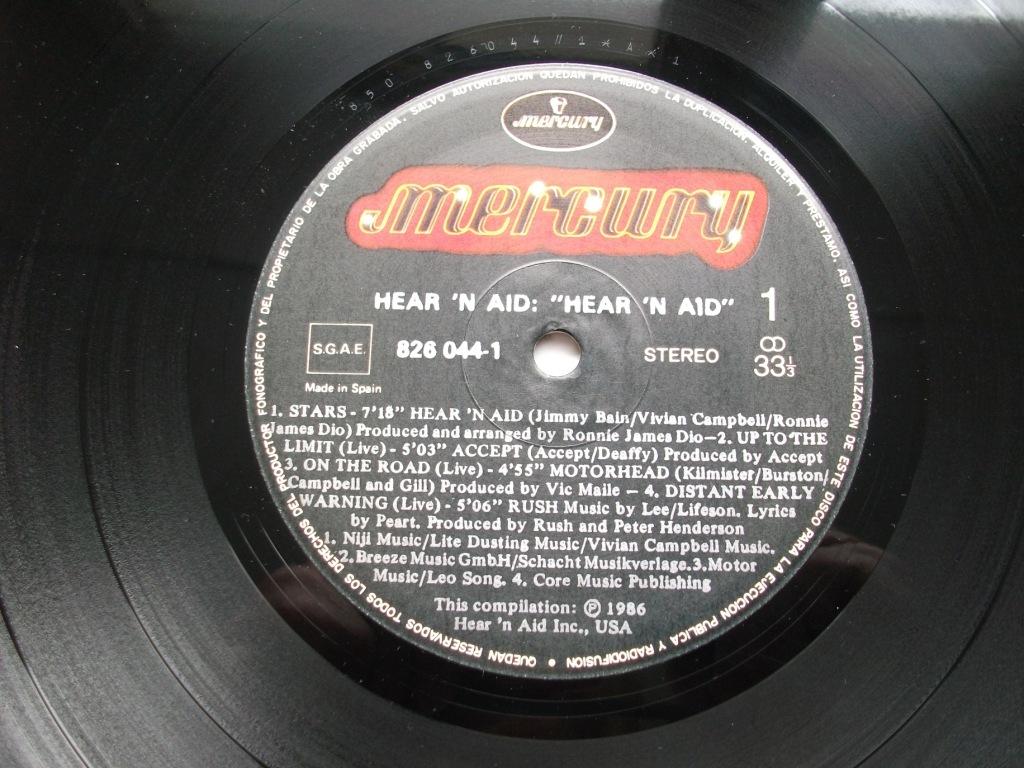 850 826044 1 1 * A * 1
QUEDAN RESERVADOS TODOS LOS DERECHOS DEL PRODUCTOR FONOGRAFICO Y DEL PROPIETARIO DE LA OBRA GRABADA. SALVO AUTORIZACION QUEDAN PROHIBIDOS LA DUPLICACION, ALQUILER Y PRESTAMO, ASI COMO LA UTILIZACION DE ESTE DISCO PARA LA EJECUCION PUBLICA Y RADIODIFUSION •
mercury
mercury
HEAR 'N AID: "HEAR 'N AID" 1
S.G.A.E. 826 044-1 STEREO 33 1/3
Made in Spain
1. STARS - 7'18" HEAR 'N AID (Jimmy Bain/Vivian Campbell/Ronnie
James Dio) Produced and arranged by Ronnie James Dio—2. UP TO THE
LIMIT (Live) - 5'03" ACCEPT (Accept/Deaffy) Produced by Accept
3. ON THE ROAD (Live) - 4'55" MOTORHEAD (Kilmister/Burston/
Campbell and Gill) Produced by Vic Maile — 4. DISTANT EARLY
WARNING (Live) - 5'06" RUSH Music by Lee/Lifeson. Lyrics
by Peart. Produced by Rush and Peter Henderson
1. Niji Music/Lite Dusting Music/Vivian Campbell Music.
2. Breeze Music GmbH/Schacht Musikverlage.3.Motor
Music/Leo Song. 4. Core Music Publishing
This compilation: ℗ 1986
Hear 'n Aid Inc., USA